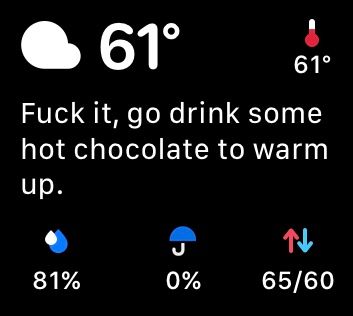 61°
61°
Fuck it, go drink some
hot chocolate to warm
up.
81%
0%
65/60